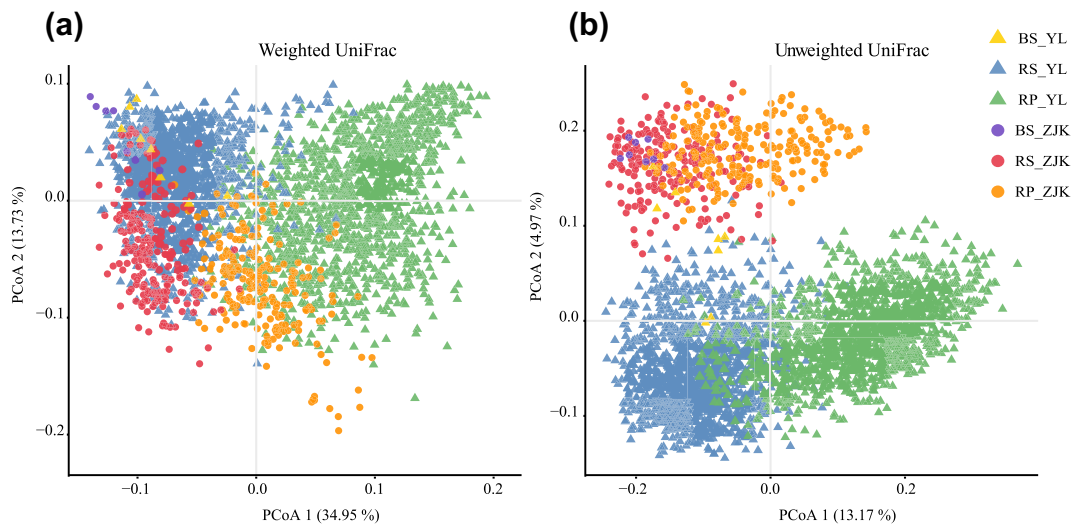 (a)
Weighted UniFrac
0.1
0.0
−0.1
−0.2
PCoA 2 (13.73 %)
−0.1
0.0
0.1
0.2
PCoA 1 (34.95 %)
(b)
Unweighted UniFrac
0.2
0.1
0.0
−0.1
PCoA 2 (4.97 %)
−0.2
0.0
0.2
PCoA 1 (13.17 %)
BS_YL
RS_YL
RP_YL
BS_ZJK
RS_ZJK
RP_ZJK